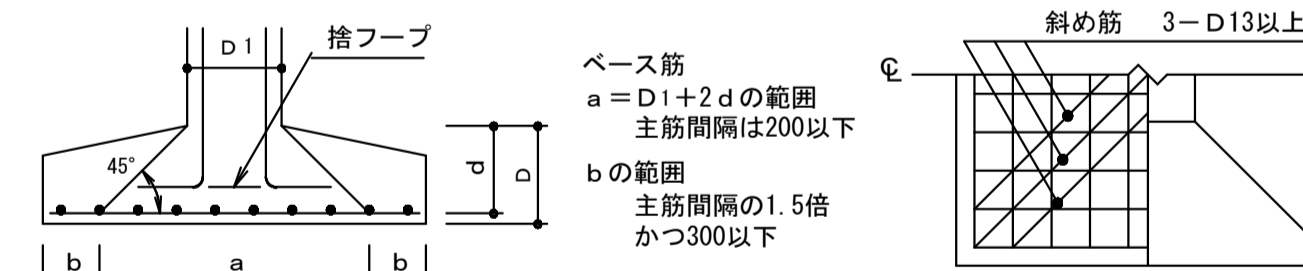 D1
捨フープ
45°
d
D
b
a
b
ベース筋
a=D1+2dの範囲
主筋間隔は200以下
bの範囲
主筋間隔の1.5倍
かつ300以下
斜め筋 3-D13以上
℄